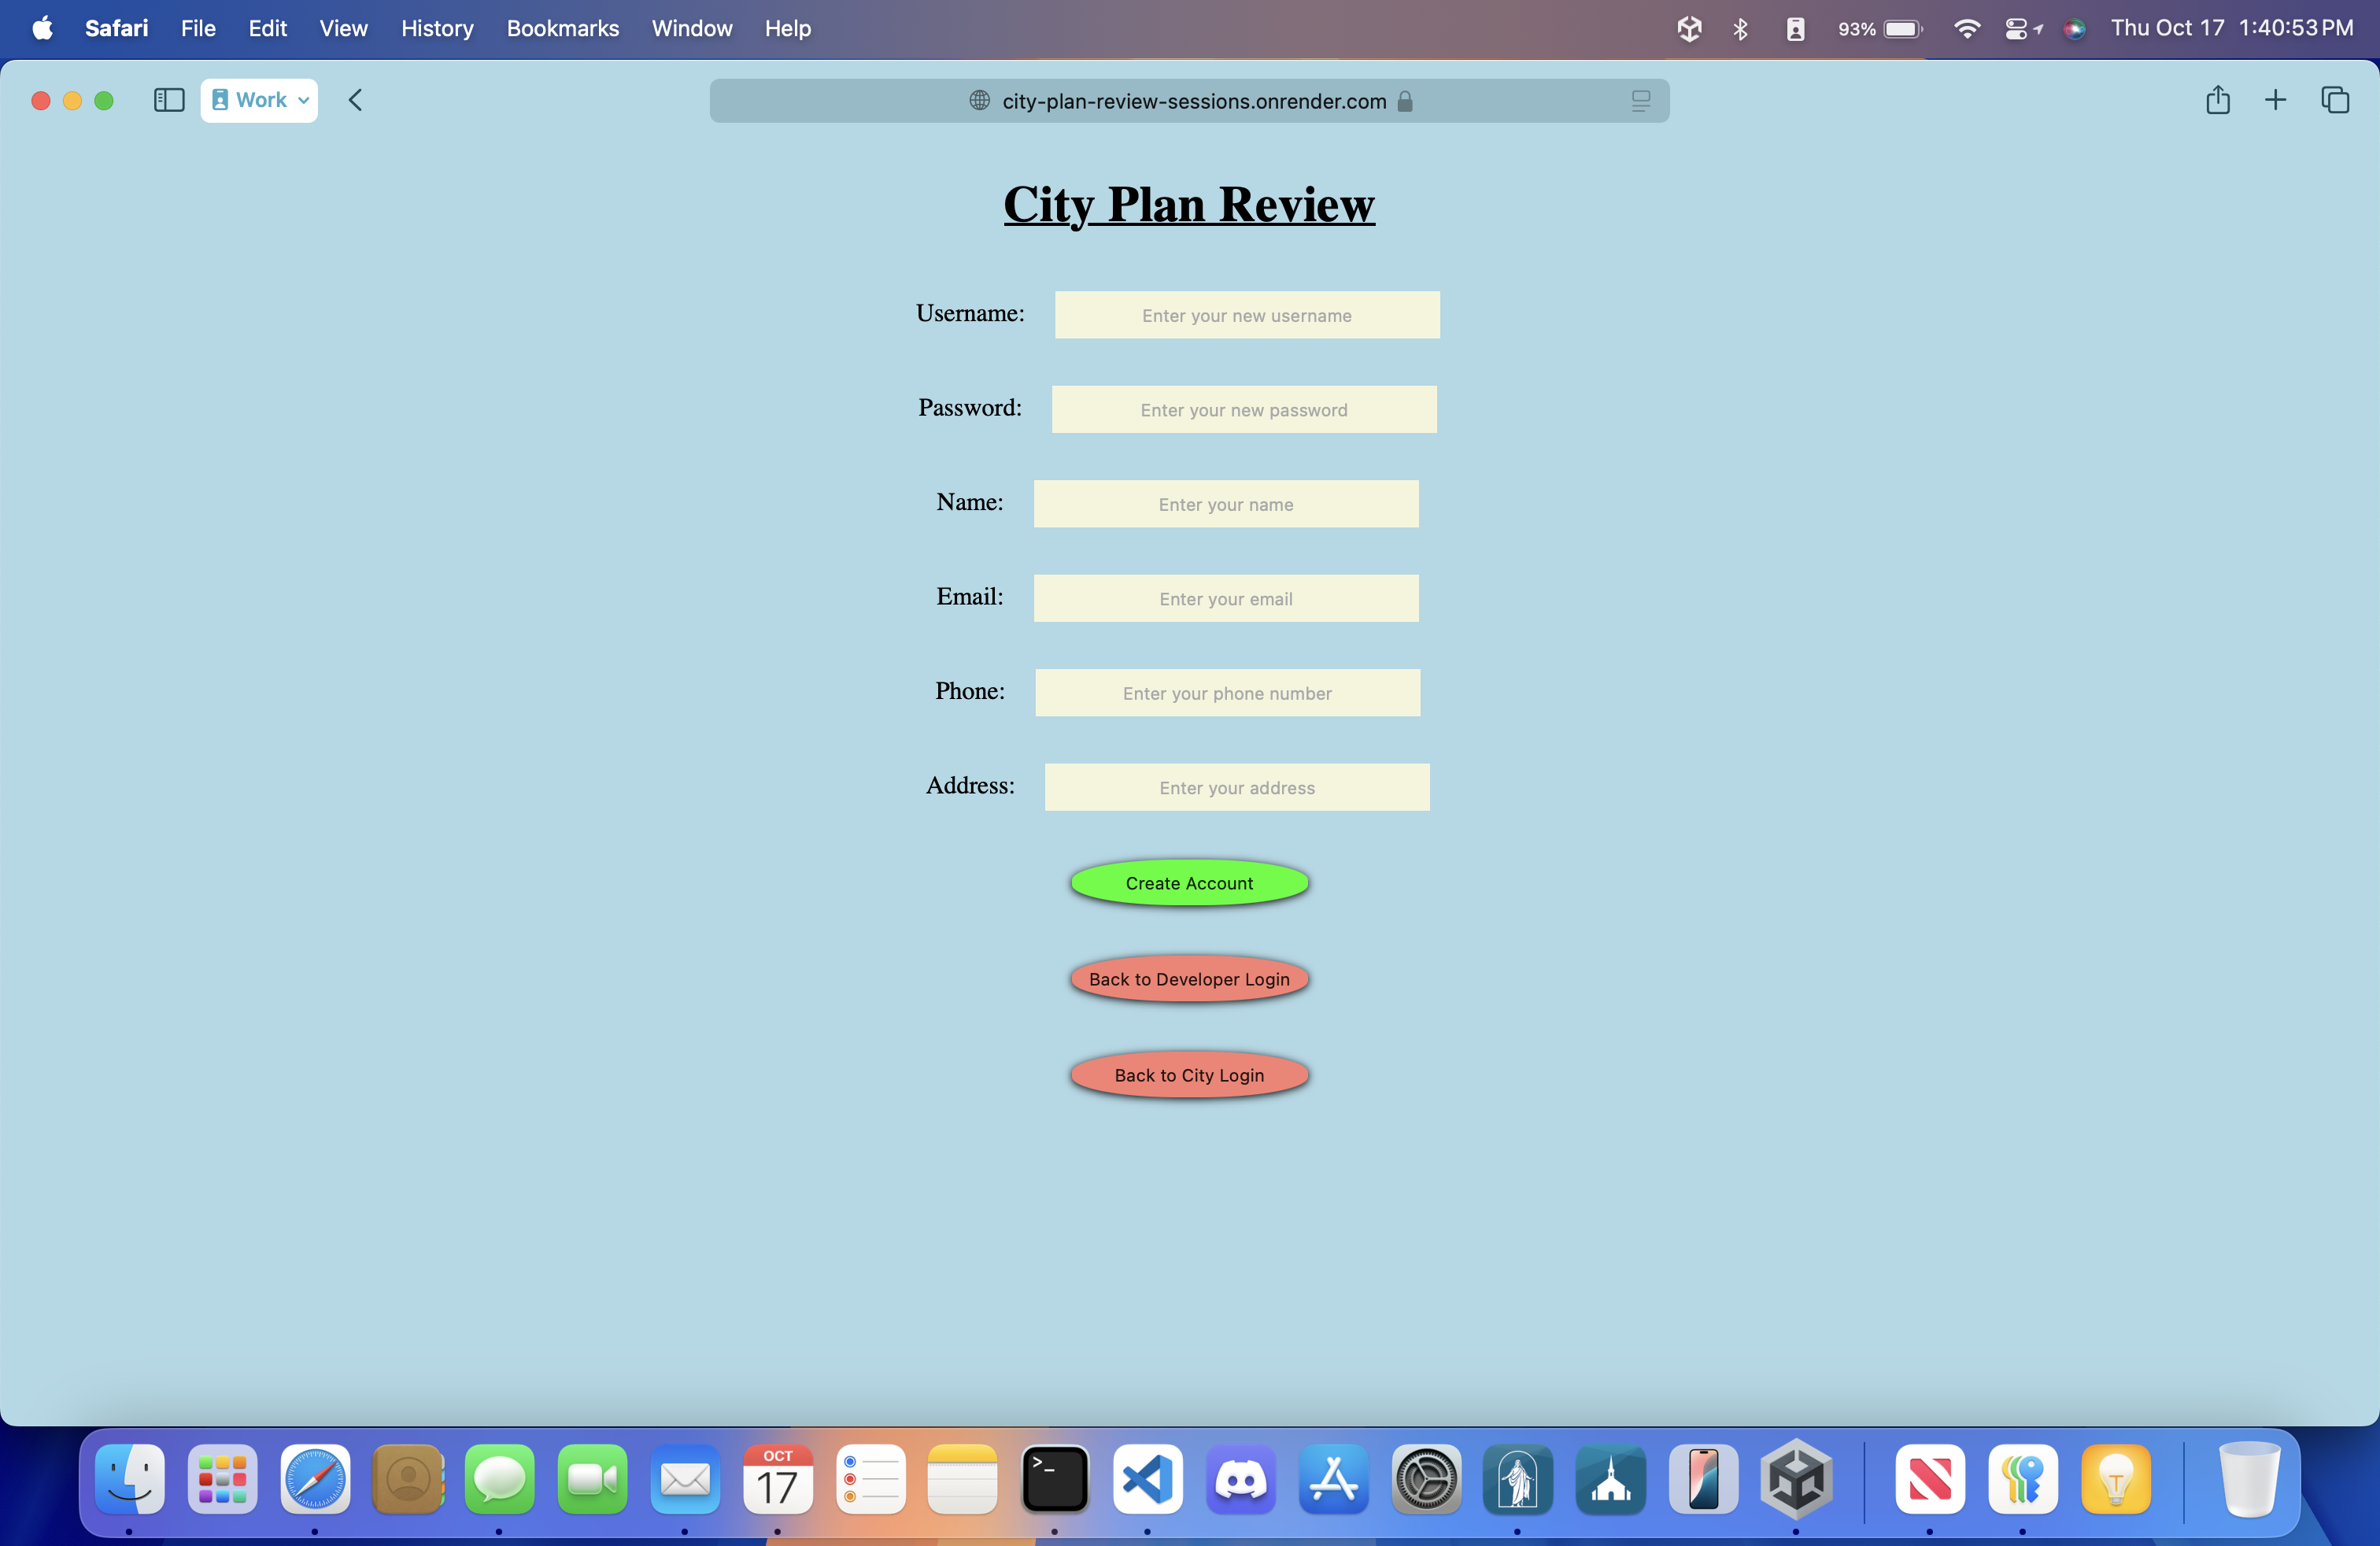 Safari File Edit View History Bookmarks Window Help 93% Thu Oct 17 1:40:53 PM
Work city-plan-review-sessions.onrender.com
City Plan Review
Username: Enter your new username
Password: Enter your new password
Name: Enter your name
Email: Enter your email
Phone: Enter your phone number
Address: Enter your address
Create Account
Back to Developer Login
Back to City Login
OCT
17
>_